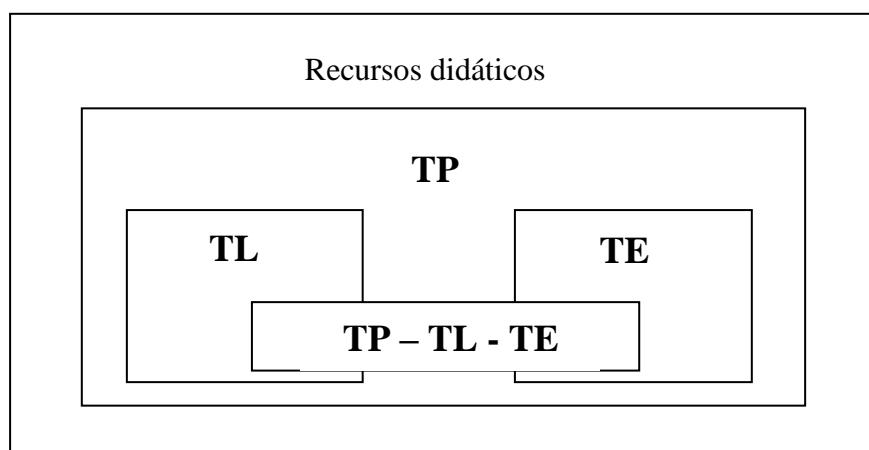 Recursos didáticos
TP
TL
TE
TP – TL - TE